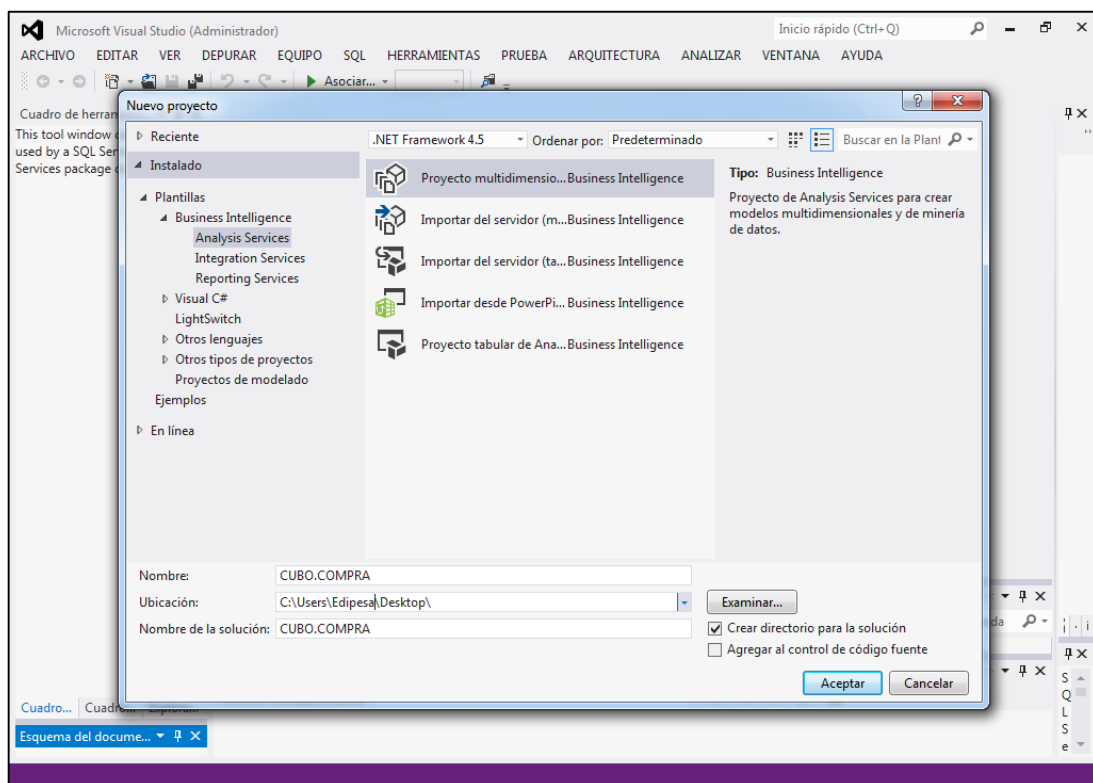 Microsoft Visual Studio (Administrador)
Inicio rápido (Ctrl+Q)
ARCHIVO EDITAR VER DEPURAR EQUIPO SQL HERRAMIENTAS PRUEBA ARQUITECTURA ANALIZAR VENTANA AYUDA
Asociar...
Cuadro de herram
This tool window
used by a SQL Ser
Services package
Nuevo proyecto
Reciente
.NET Framework 4.5
Ordenar por: Predeterminado
Buscar en la Plant
Instalado
Plantillas
Business Intelligence
Analysis Services
Integration Services
Reporting Services
Visual C#
LightSwitch
Otros lenguajes
Otros tipos de proyectos
Proyectos de modelado
Ejemplos
En línea
Proyecto multidimensio... Business Intelligence
Importar del servidor (m... Business Intelligence
Importar del servidor (ta... Business Intelligence
Importar desde PowerPi... Business Intelligence
Proyecto tabular de Ana... Business Intelligence
Tipo: Business Intelligence
Proyecto de Analysis Services para crear
modelos multidimensionales y de minería
de datos.
Nombre: CUBO.COMPRA
Ubicación: C:\Users\Edipesa\Desktop\
Examinar...
Nombre de la solución: CUBO.COMPRA
Crear directorio para la solución
Agregar al control de código fuente
Aceptar Cancelar
da
Cuadro... Cuadr
Esquema del docume...
S
Q
L
S
e